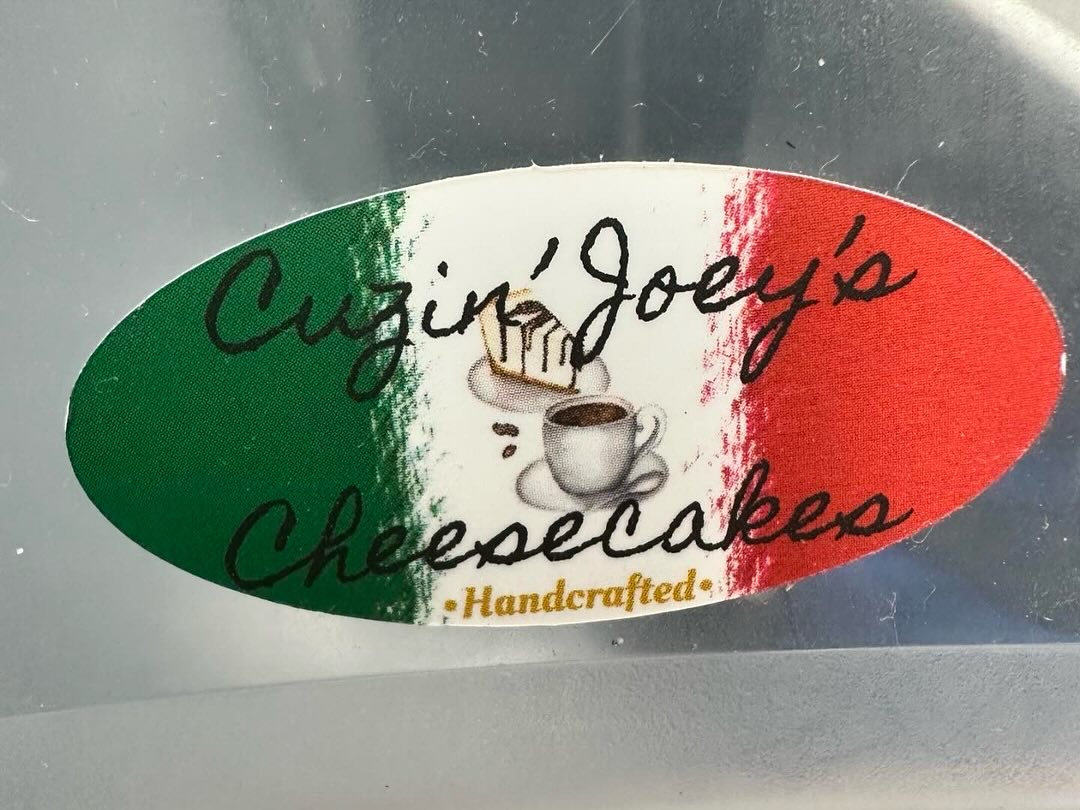 Cuzin' Joey's
Cheesecakes
•Handcrafted•